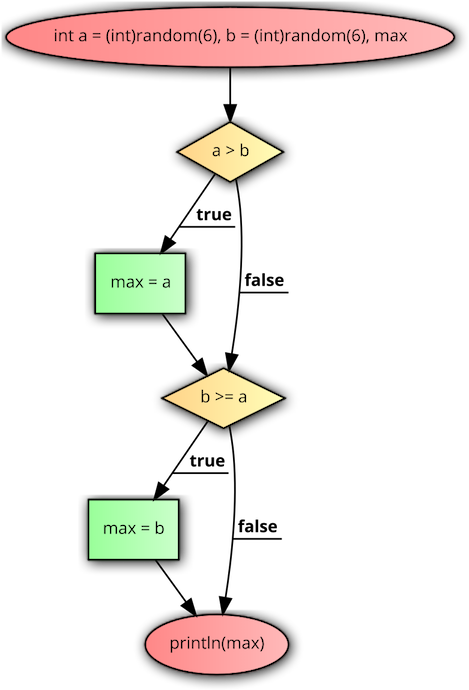 int a = (int)random(6), b = (int)random(6), max
a > b
true
max = a
false
b >= a
true
max = b
false
println(max)